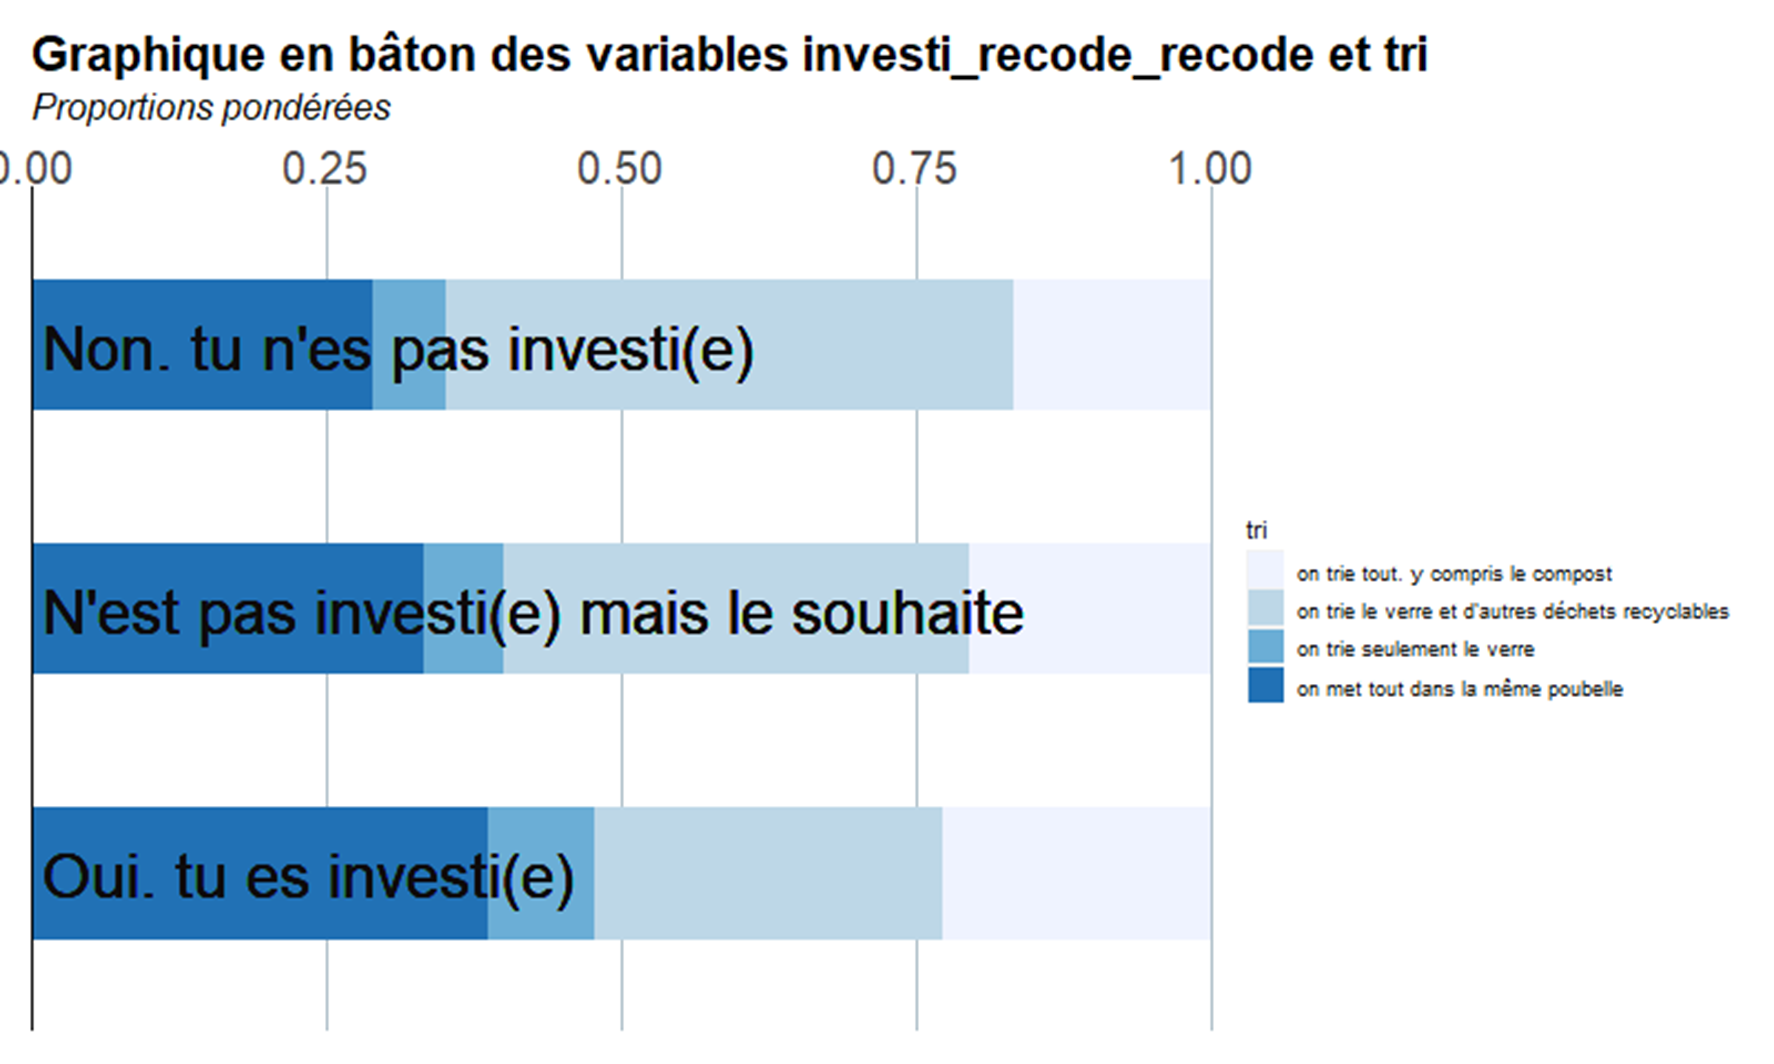 Graphique en bâton des variables investi_recode_recode et tri
Proportions pondérées
0.00 0.25 0.50 0.75 1.00
Non. tu n'es pas investi(e)
N'est pas investi(e) mais le souhaite
Oui. tu es investi(e)
tri
on trie tout. y compris le compost
on trie le verre et d'autres déchets recyclables
on trie seulement le verre
on met tout dans la même poubelle